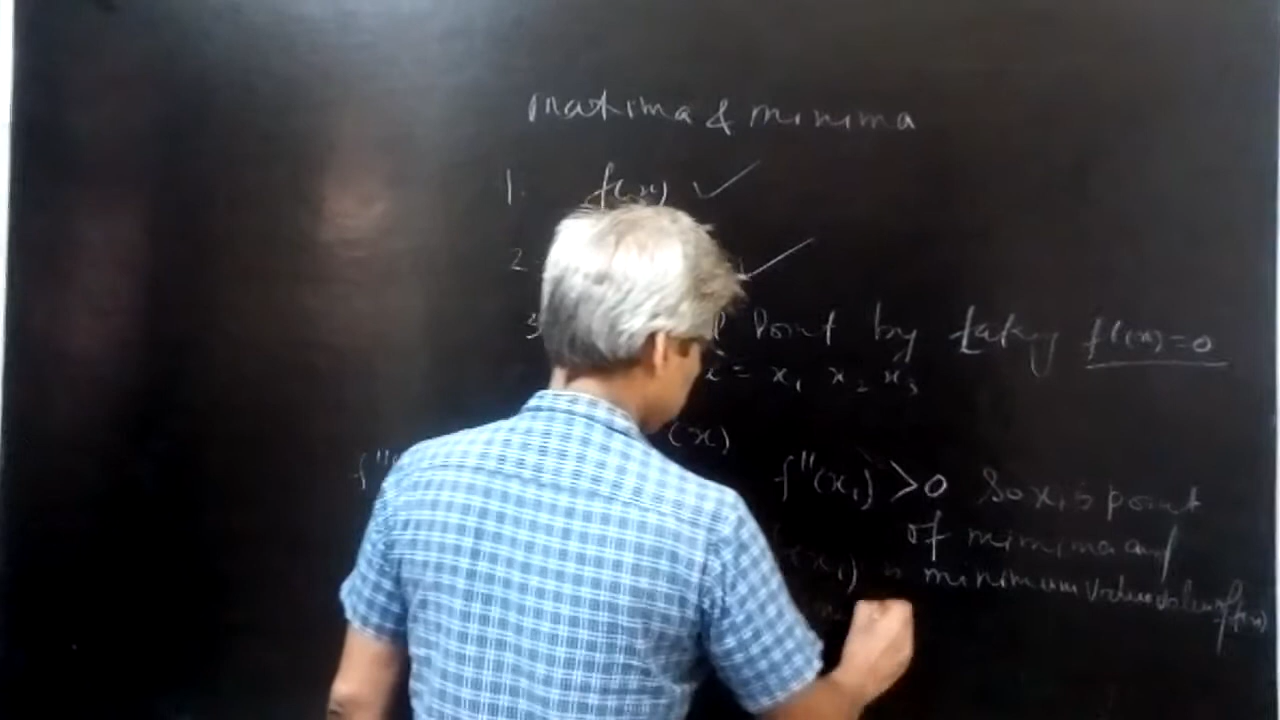 maxima & minima
1. f(x) ✓
2. ✓
3 point by taking f'(x)=0
x = x₁ x₂ x₃
(x)
f'' f''(x₁) >0 So x₁ is point
of minima and
(x₁) is minimum value value of f(x)